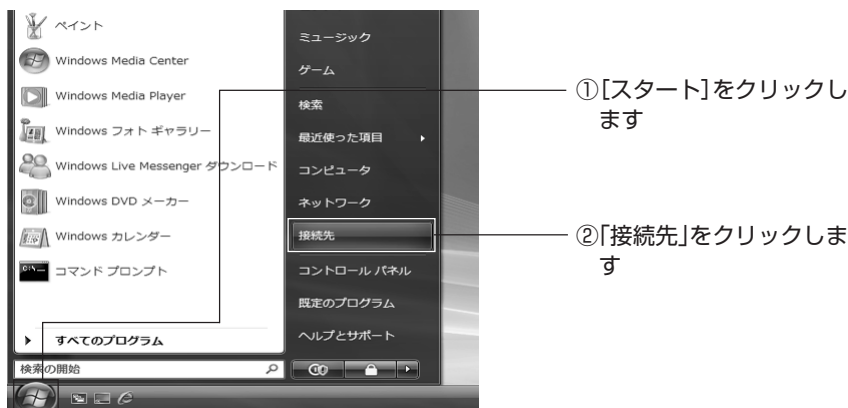 ペイント
Windows Media Center
Windows Media Player
Windows フォト ギャラリー
Windows Live Messenger ダウンロード
Windows DVD メーカー
Windows カレンダー
コマンド プロンプト
すべてのプログラム
検索の開始
ミュージック
ゲーム
検索
最近使った項目
コンピュータ
ネットワーク
接続先
コントロール パネル
既定のプログラム
ヘルプとサポート
①[スタート]をクリックし
ます
②「接続先」をクリックしま
す